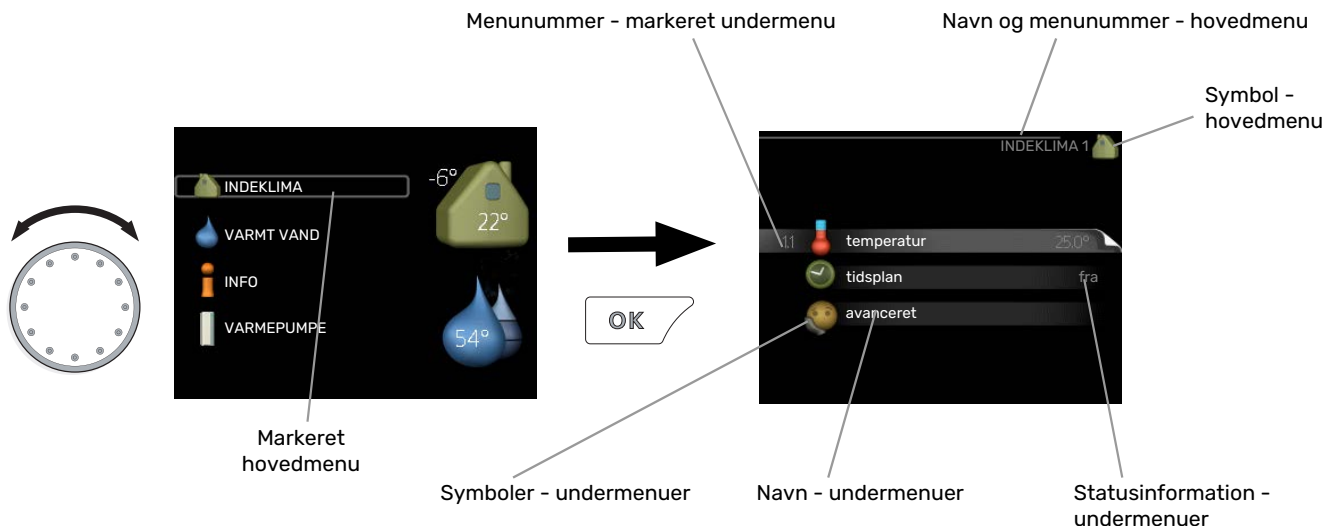 Menunummer - markeret undermenu
Navn og menunummer - hovedmenu
Symbol -
hovedmenu
INDEKLIMA
-6°
22°
VARMT VAND
INFO
VARMEPUMPE
54°
OK
INDEKLIMA 1
1.1
temperatur
25,0°
tidsplan
fra
avanceret
Markeret
hovedmenu
Symboler - undermenuer
Navn - undermenuer
Statusinformation -
undermenuer